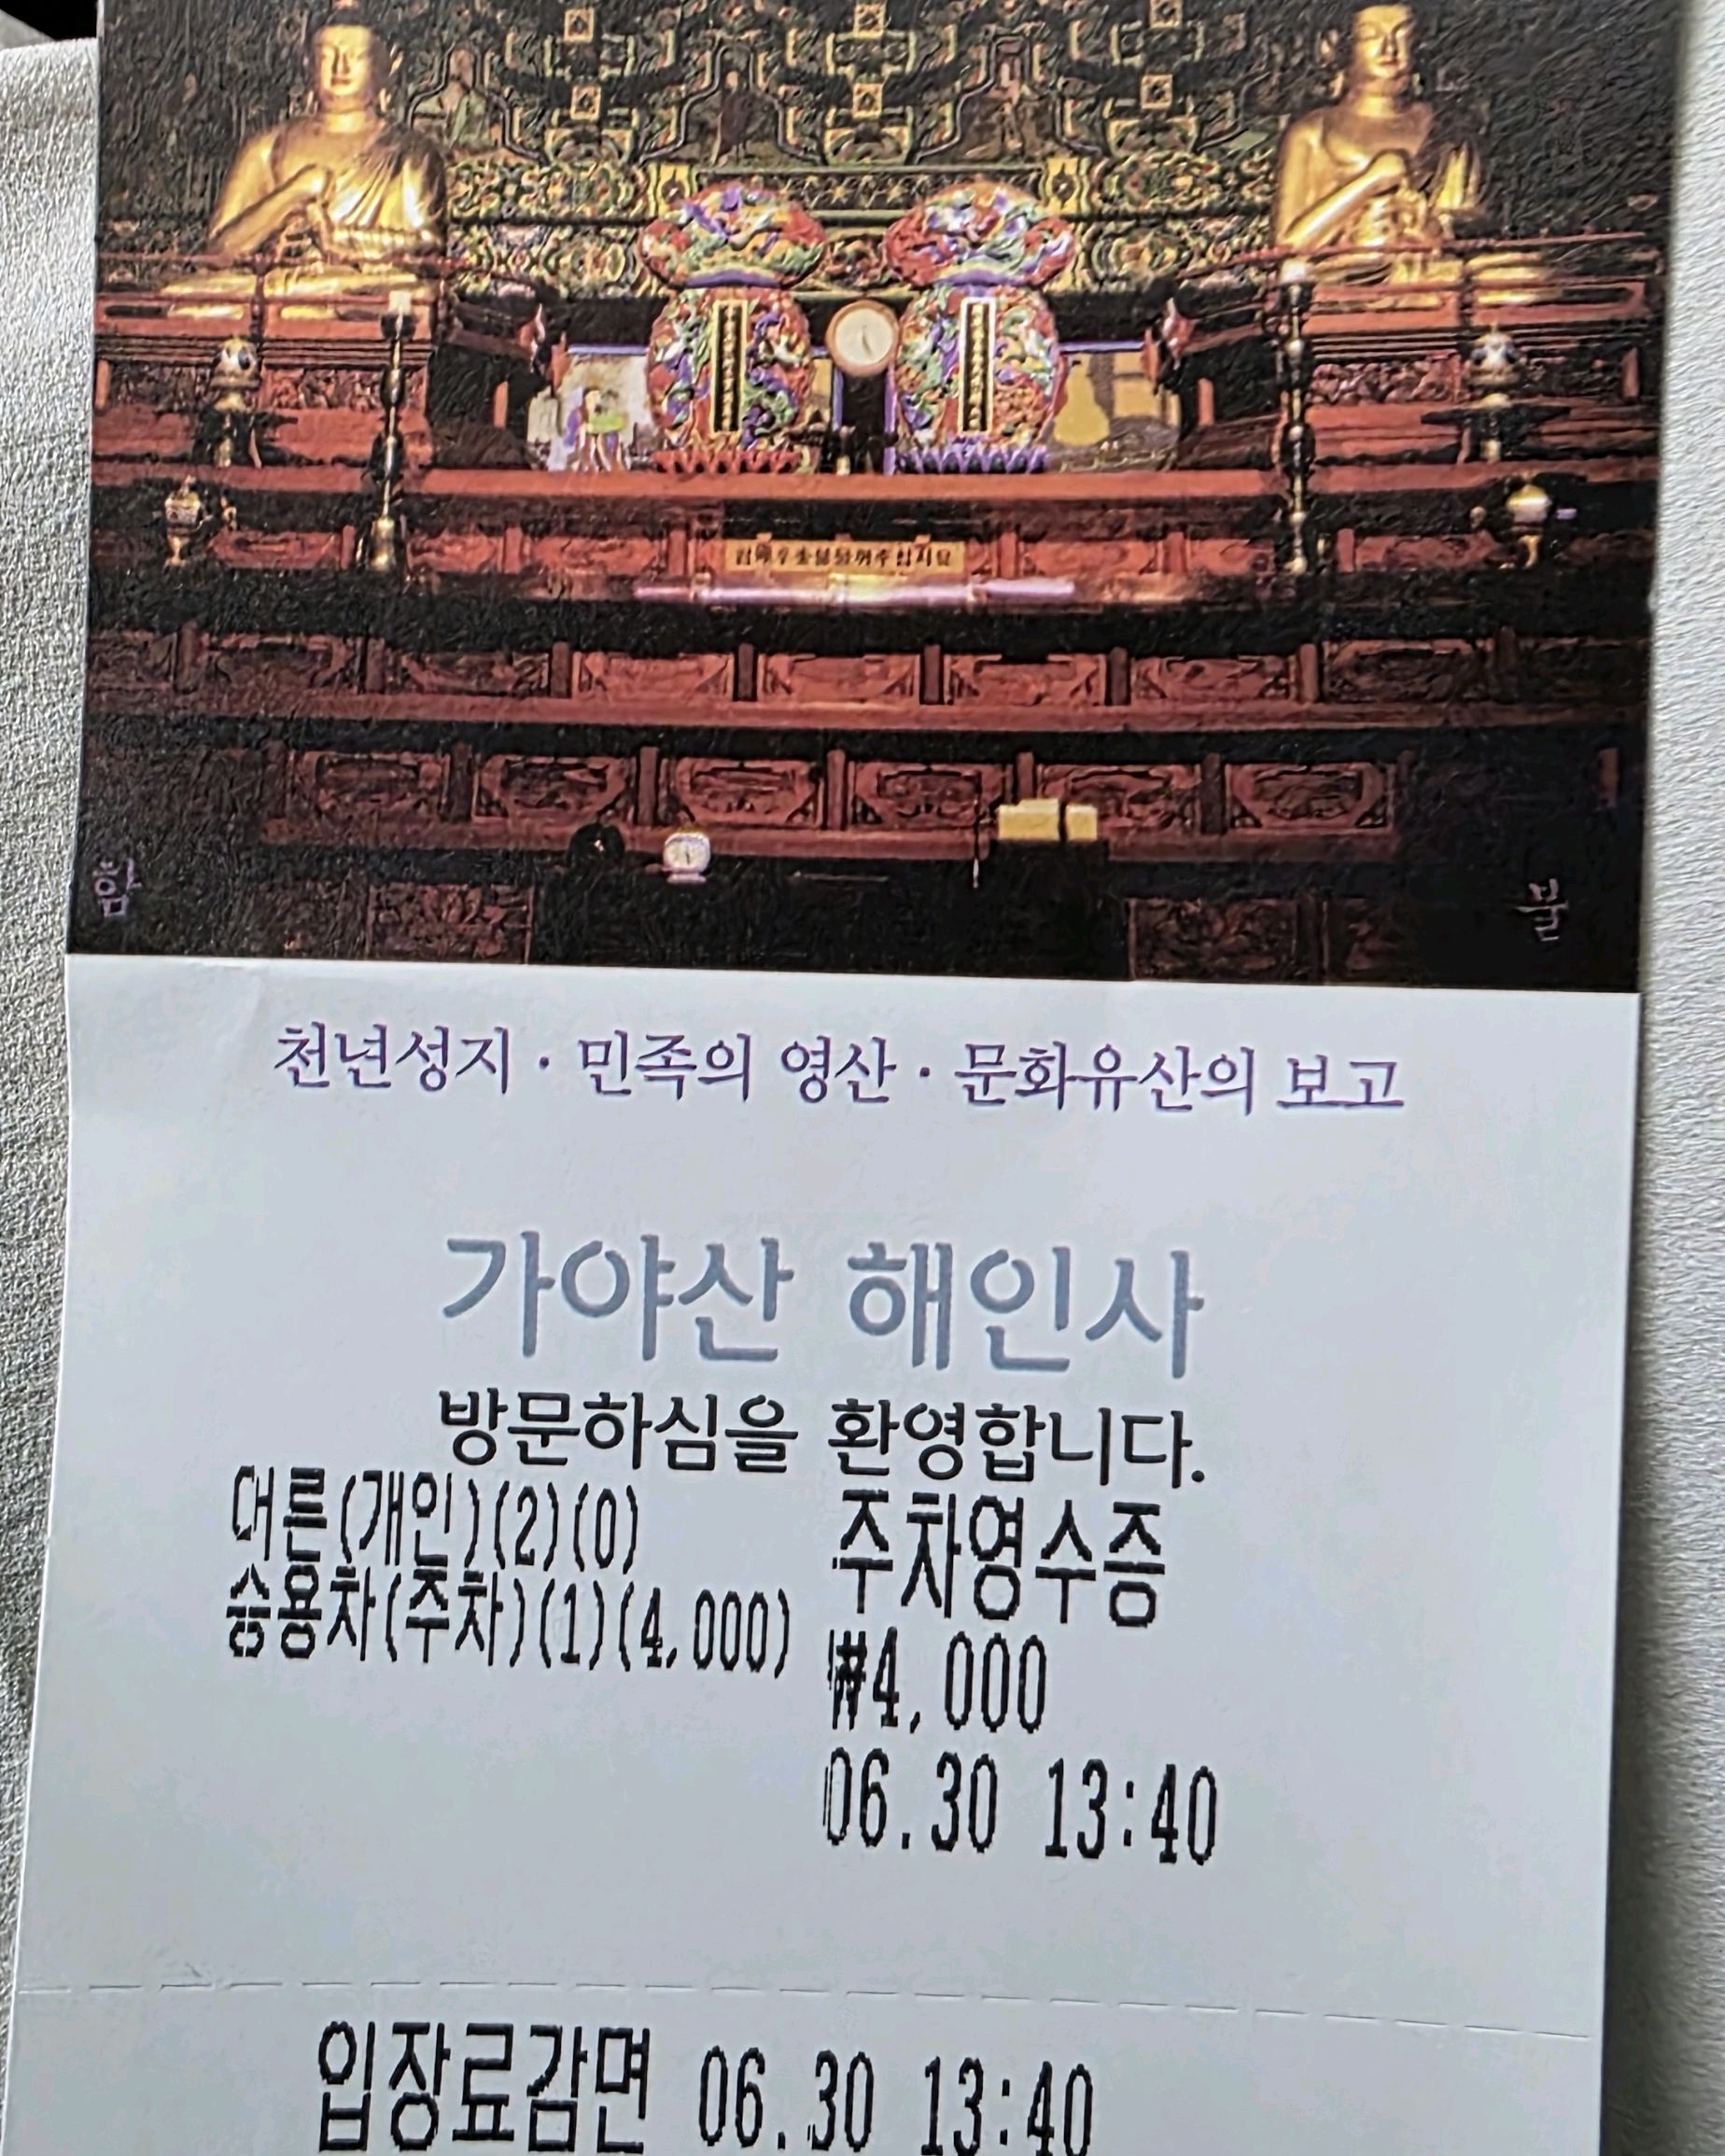 천년성지 · 민족의 영산 · 문화유산의 보고
가야산 해인사
방문하심을 환영합니다.
대른(개인)(2)(0)
승용차(주차)(1)(4,000)
주차영수증
₩4,000
06.30 13:40
입장료감면 06.30 13:40